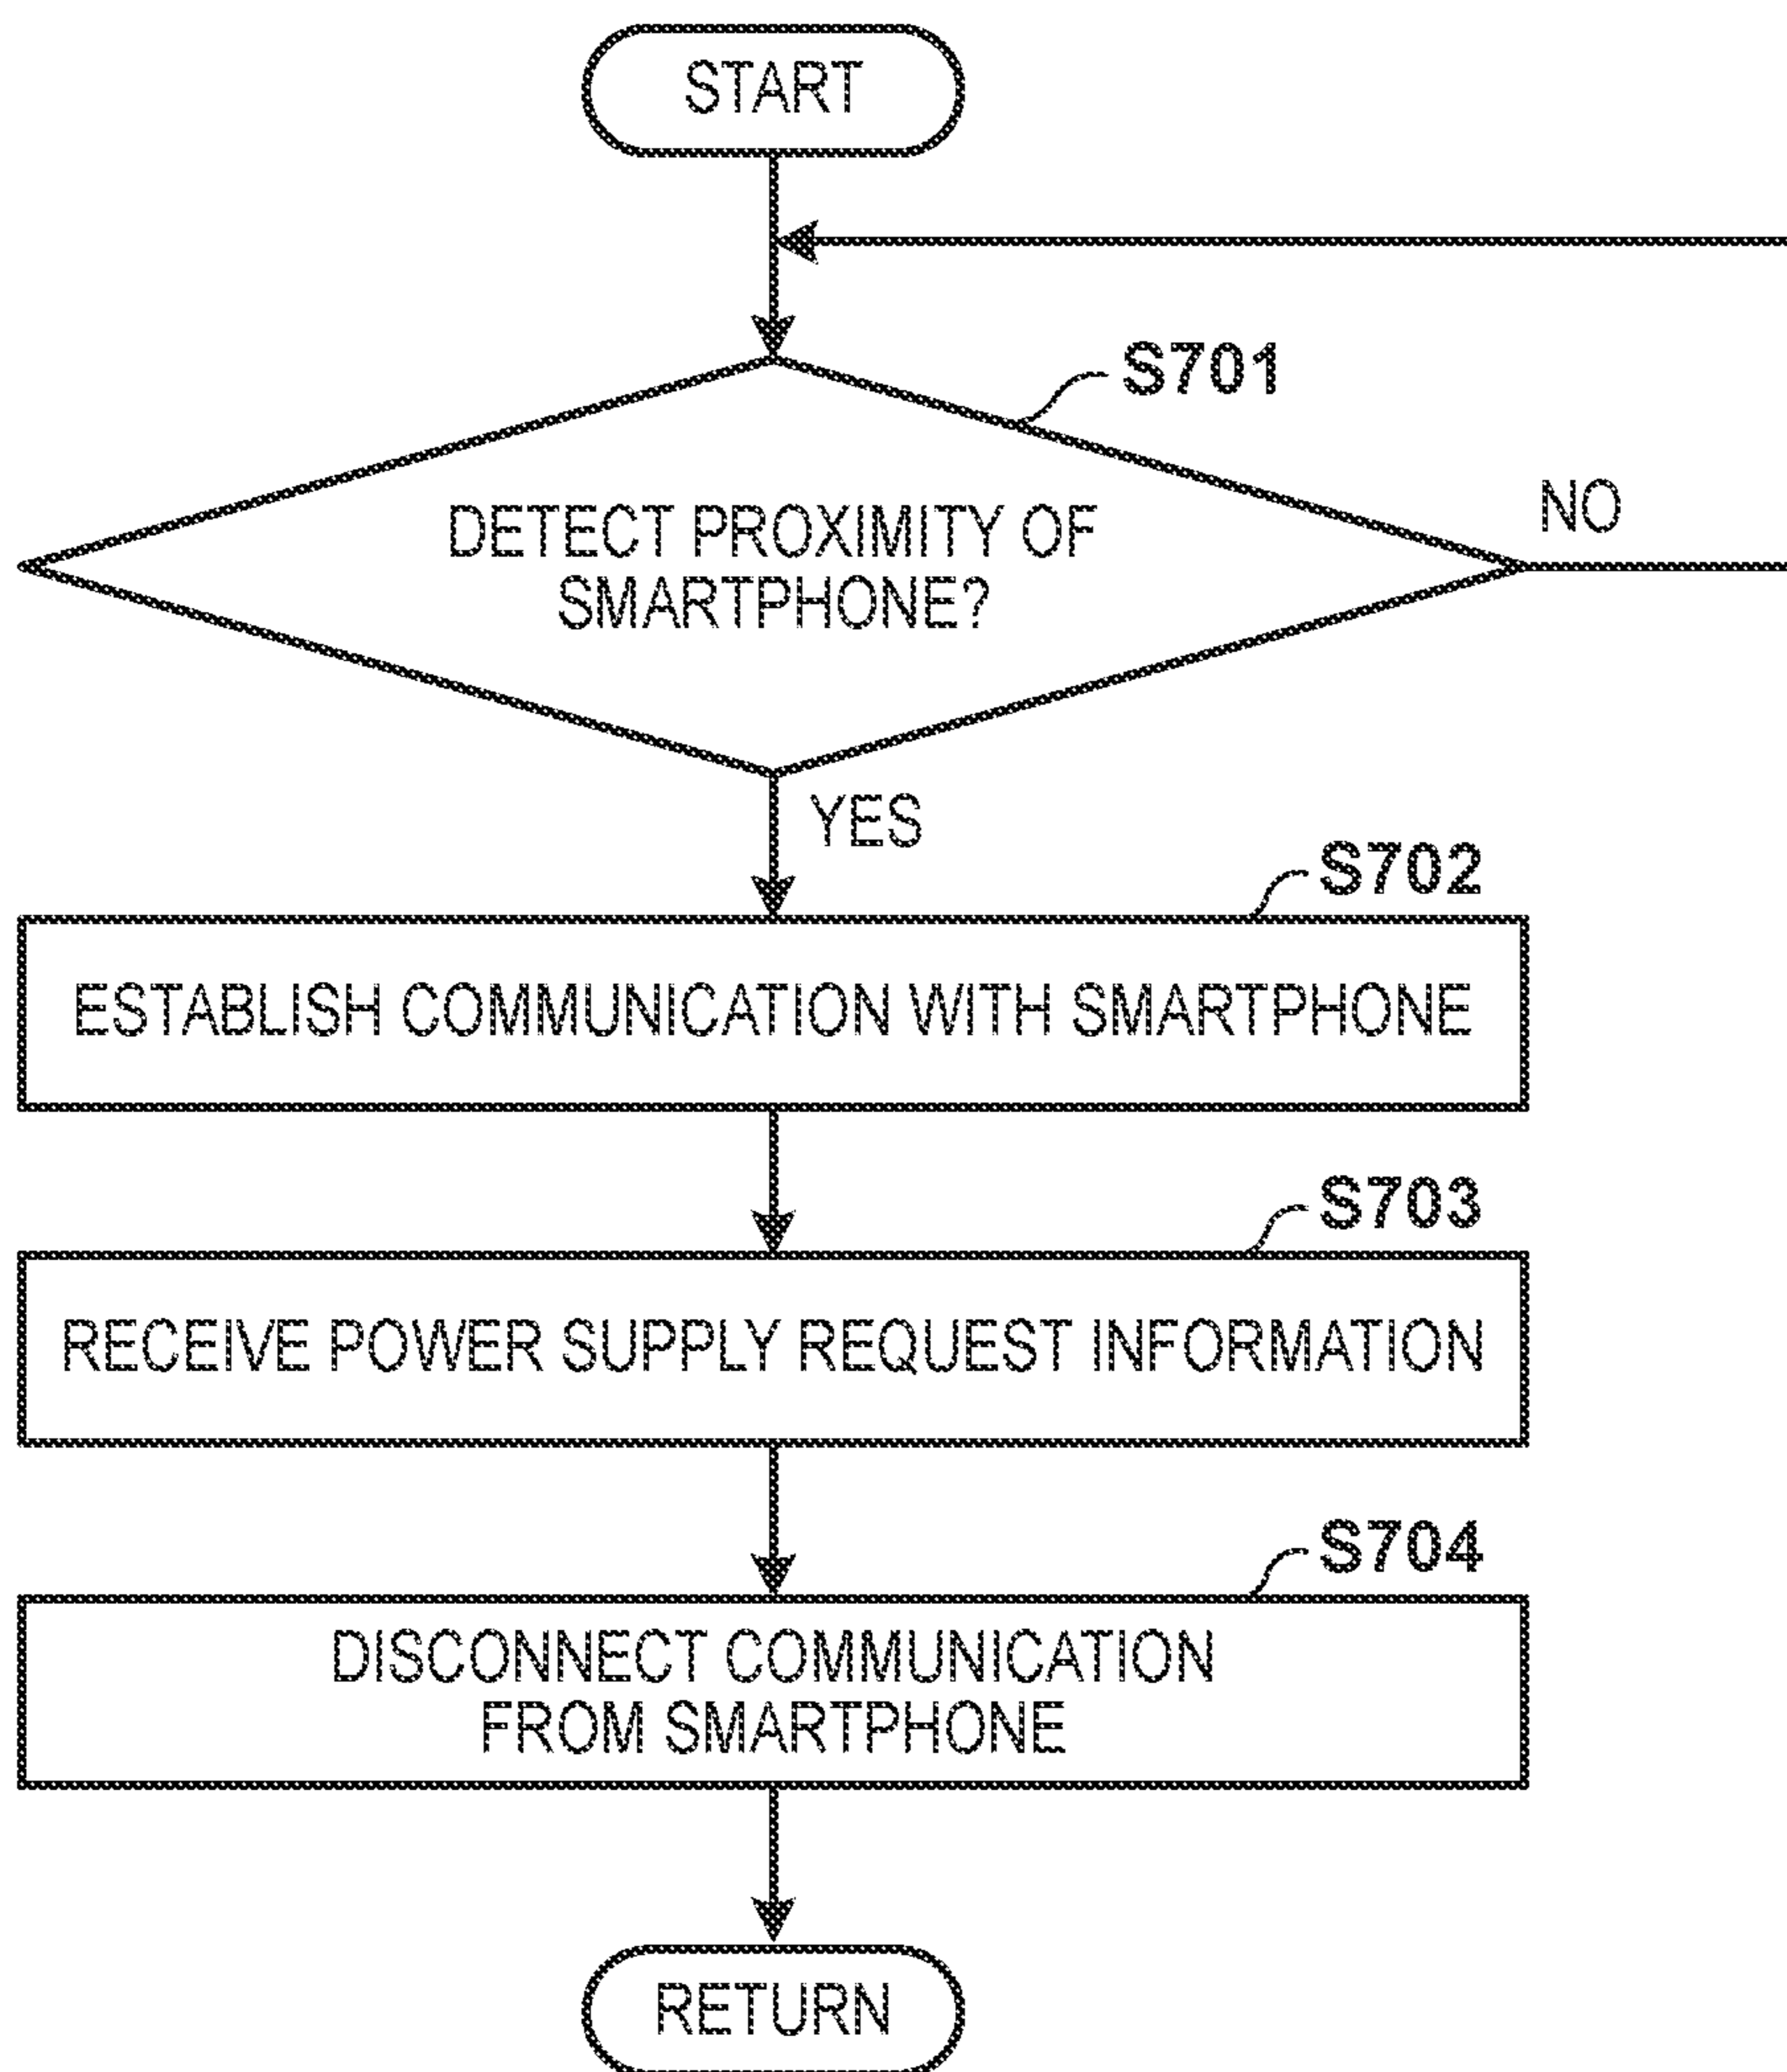 START
S701
DETECT PROXIMITY OF
SMARTPHONE?
NO
YES
S702
ESTABLISH COMMUNICATION WITH SMARTPHONE
S703
RECEIVE POWER SUPPLY REQUEST INFORMATION
S704
DISCONNECT COMMUNICATION
FROM SMARTPHONE
RETURN